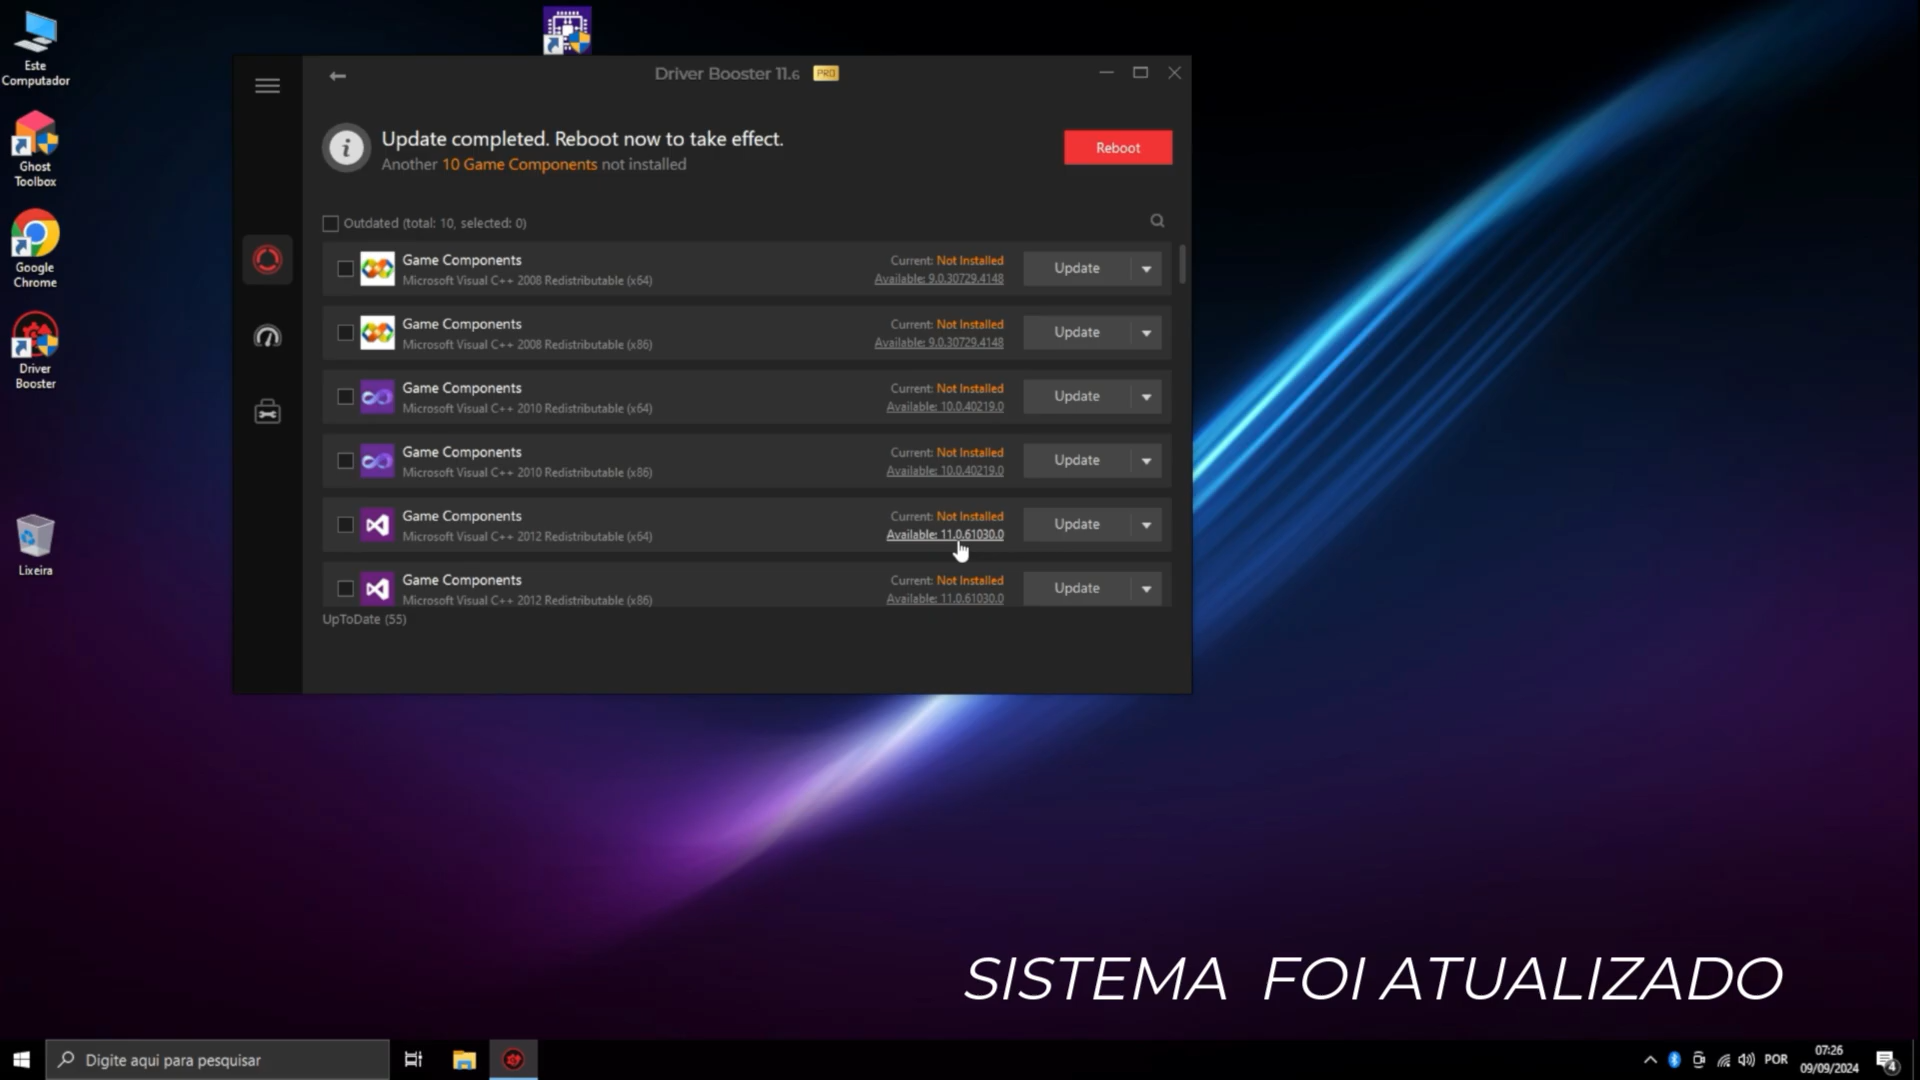 Este
Computador
Ghost
Toolbox
Google
Chrome
Driver
Booster
Lixeira
Driver Booster 11.6 PRO
Update completed. Reboot now to take effect.
Another 10 Game Components not installed
Reboot
Outdated (total: 10, selected: 0)
Game Components
Microsoft Visual C++ 2008 Redistributable (x64)
Current: Not Installed
Available: 9.0.30729.4148
Update
Game Components
Microsoft Visual C++ 2008 Redistributable (x86)
Current: Not Installed
Available: 9.0.30729.4148
Update
Game Components
Microsoft Visual C++ 2010 Redistributable (x64)
Current: Not Installed
Available: 10.0.40219.0
Update
Game Components
Microsoft Visual C++ 2010 Redistributable (x86)
Current: Not Installed
Available: 10.0.40219.0
Update
Game Components
Microsoft Visual C++ 2012 Redistributable (x64)
Current: Not Installed
Available: 11.0.61030.0
Update
Game Components
Microsoft Visual C++ 2012 Redistributable (x86)
Current: Not Installed
Available: 11.0.61030.0
Update
UpToDate (55)
SISTEMA FOI ATUALIZADO
Digite aqui para pesquisar
POR
07:26
09/09/2024
4